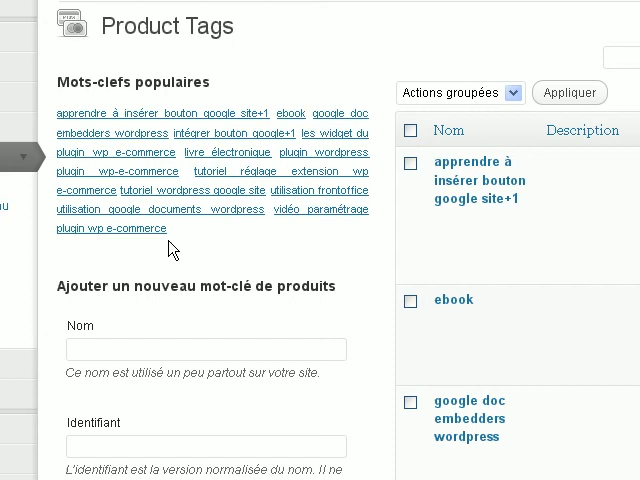 Product Tags
Mots-clefs populaires
apprendre à insérer bouton google site+1 ebook google doc
embedders wordpress intégrer bouton google+1 les widget du
plugin wp e-commerce livre électronique plugin wordpress
plugin wp-e-commerce tutoriel réglage extension wp
e-commerce tutoriel wordpress google site utilisation frontoffice
utilisation google documents wordpress vidéo paramétrage
plugin wp e-commerce
Ajouter un nouveau mot-clé de produits
Nom
Ce nom est utilisé un peu partout sur votre site.
Identifiant
L'identifiant est la version normalisée du nom. Il ne
Actions groupées
Appliquer
Nom Description
apprendre à
insérer bouton
google site+1
ebook
google doc
embedders
wordpress